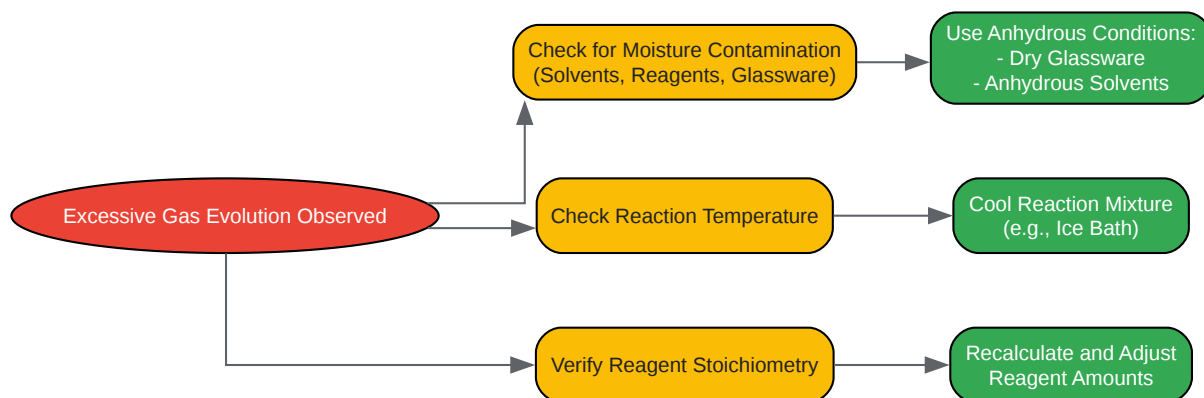 Check for Moisture Contamination
(Solvents, Reagents, Glassware)
Use Anhydrous Conditions:
- Dry Glassware
- Anhydrous Solvents
Excessive Gas Evolution Observed
Check Reaction Temperature
Cool Reaction Mixture
(e.g., Ice Bath)
Verify Reagent Stoichiometry
Recalculate and Adjust
Reagent Amounts